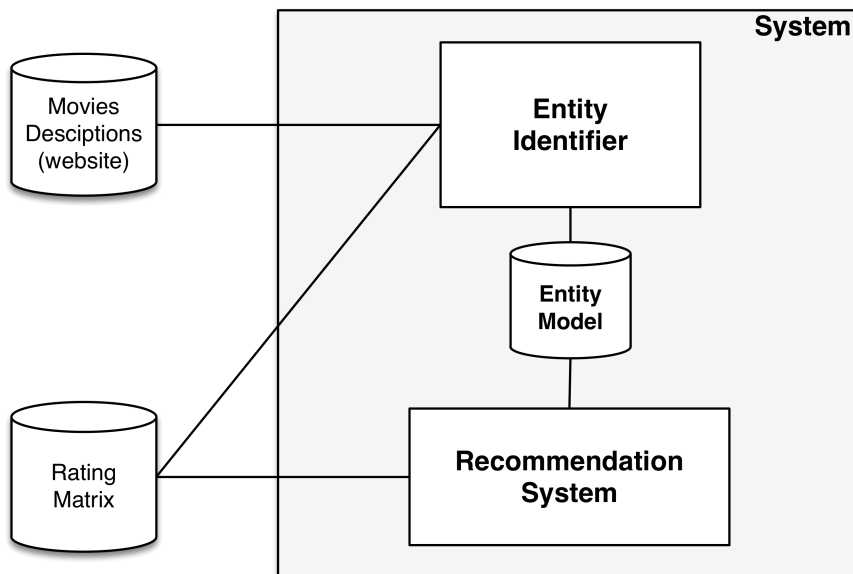 System
Movies
Desciptions
(website)
Entity
Identifier
Entity
Model
Rating
Matrix
Recommendation
System